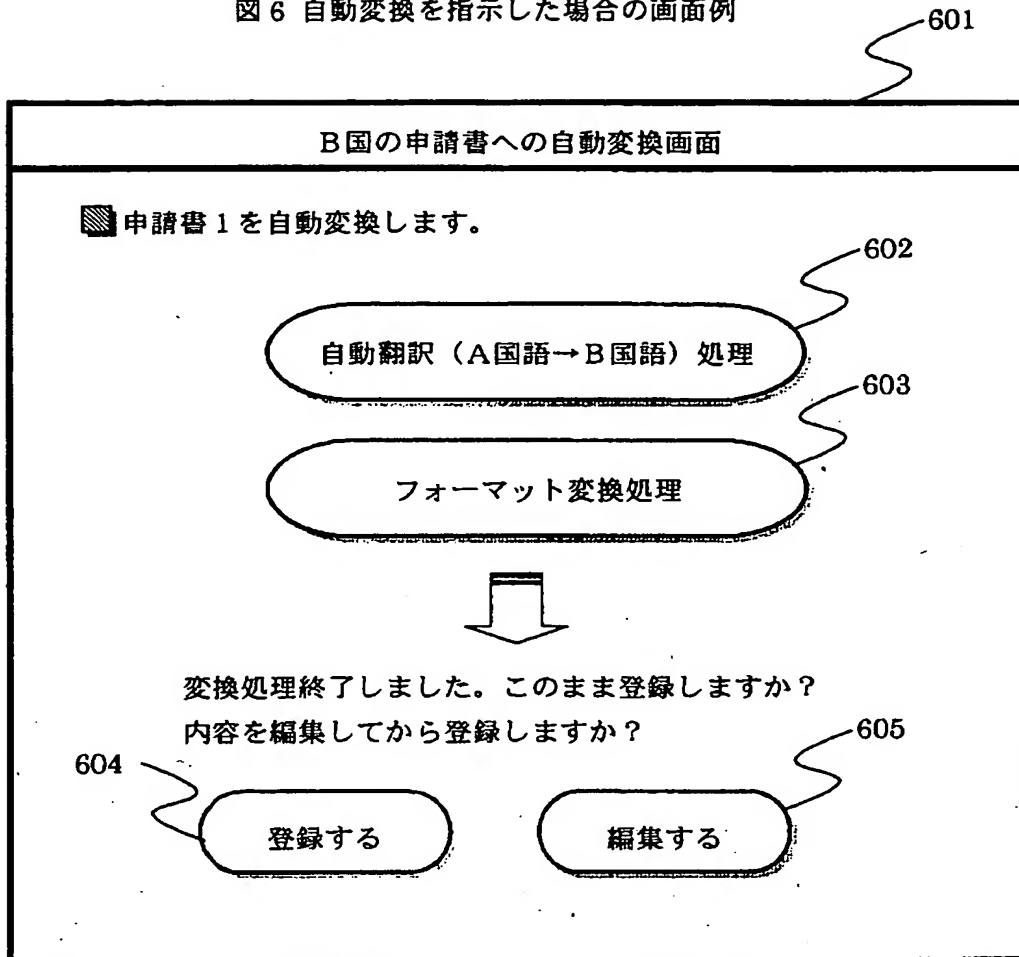 図6 自動変換を指示した場合の画面例
601
B国の申請書への自動変換画面
申請書1を自動変換します。
602
自動翻訳（A国語→B国語）処理
603
フォーマット変換処理
変換処理終了しました。このまま登録しますか？
内容を編集してから登録しますか？
605
604
登録する
編集する